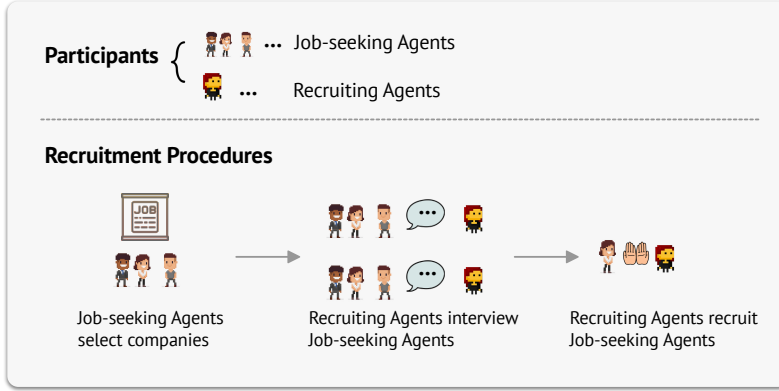 Participants
... Job-seeking Agents
... Recruiting Agents
Recruitment Procedures
JOB
...
...
Job-seeking Agents
select companies
Recruiting Agents interview
Job-seeking Agents
Recruiting Agents recruit
Job-seeking Agents